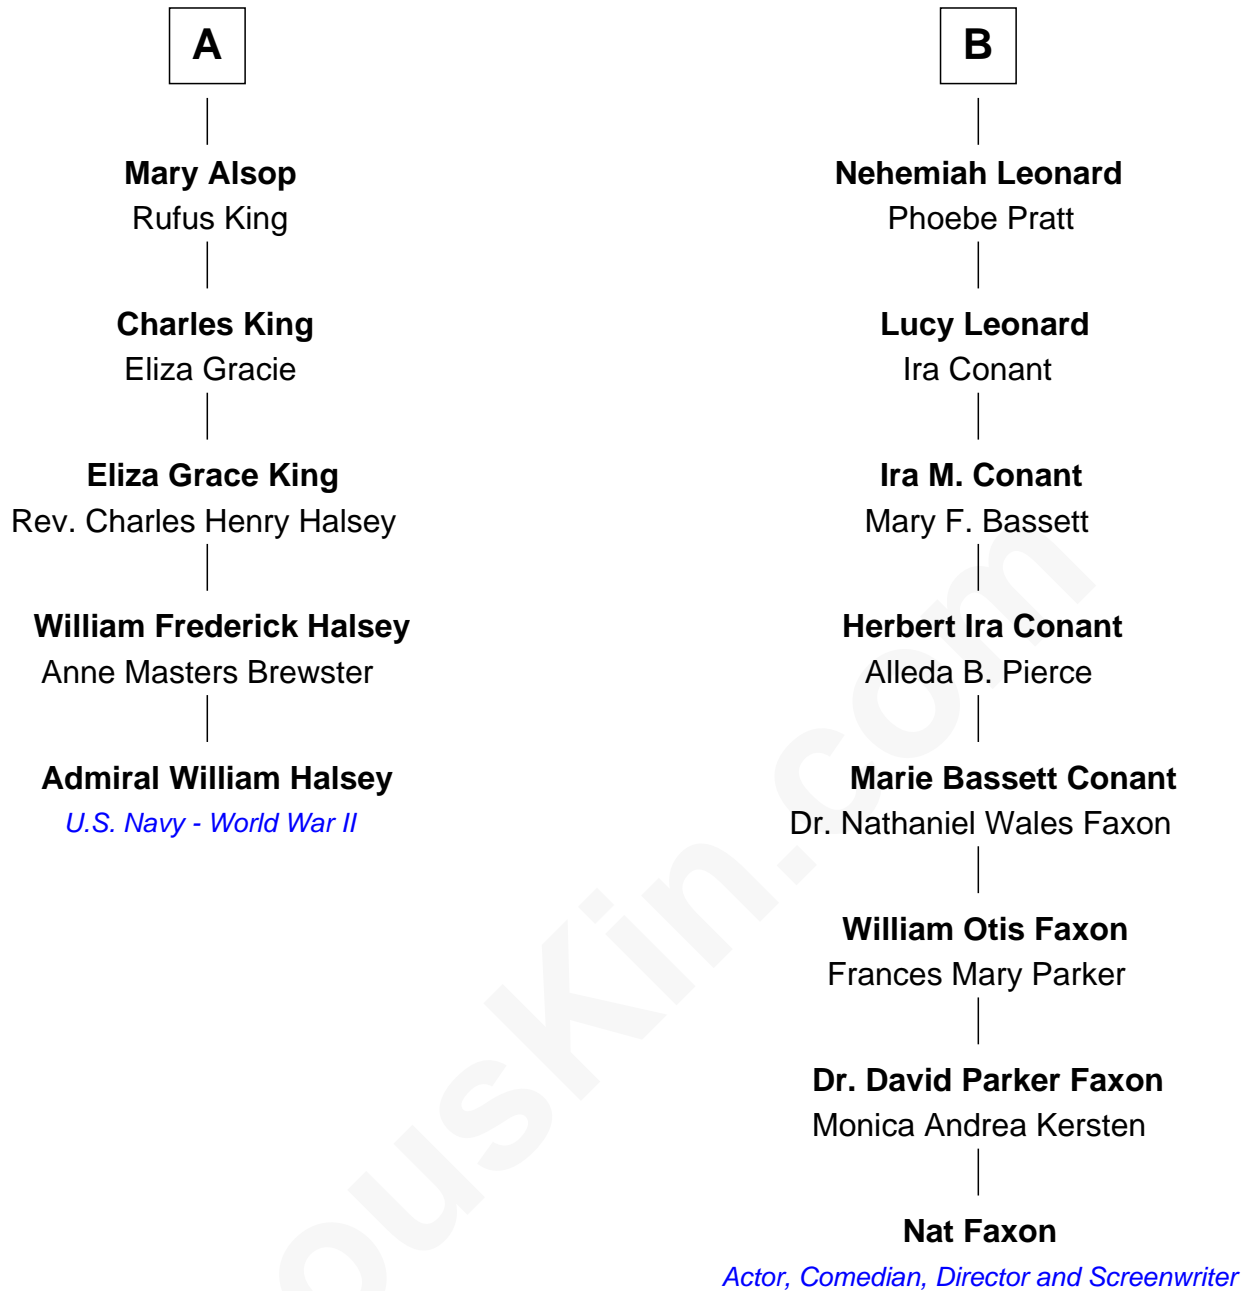 A
Mary Alsop
Rufus King
Charles King
Eliza Gracie
Eliza Grace King
Rev. Charles Henry Halsey
William Frederick Halsey
Anne Masters Brewster
Admiral William Halsey
U.S. Navy - World War II
B
Nehemiah Leonard
Phoebe Pratt
Lucy Leonard
Ira Conant
Ira M. Conant
Mary F. Bassett
Herbert Ira Conant
Alleda B. Pierce
Marie Bassett Conant
Dr. Nathaniel Wales Faxon
William Otis Faxon
Frances Mary Parker
Dr. David Parker Faxon
Monica Andrea Kersten
Nat Faxon
Actor, Comedian, Director and Screenwriter
ousKin.com